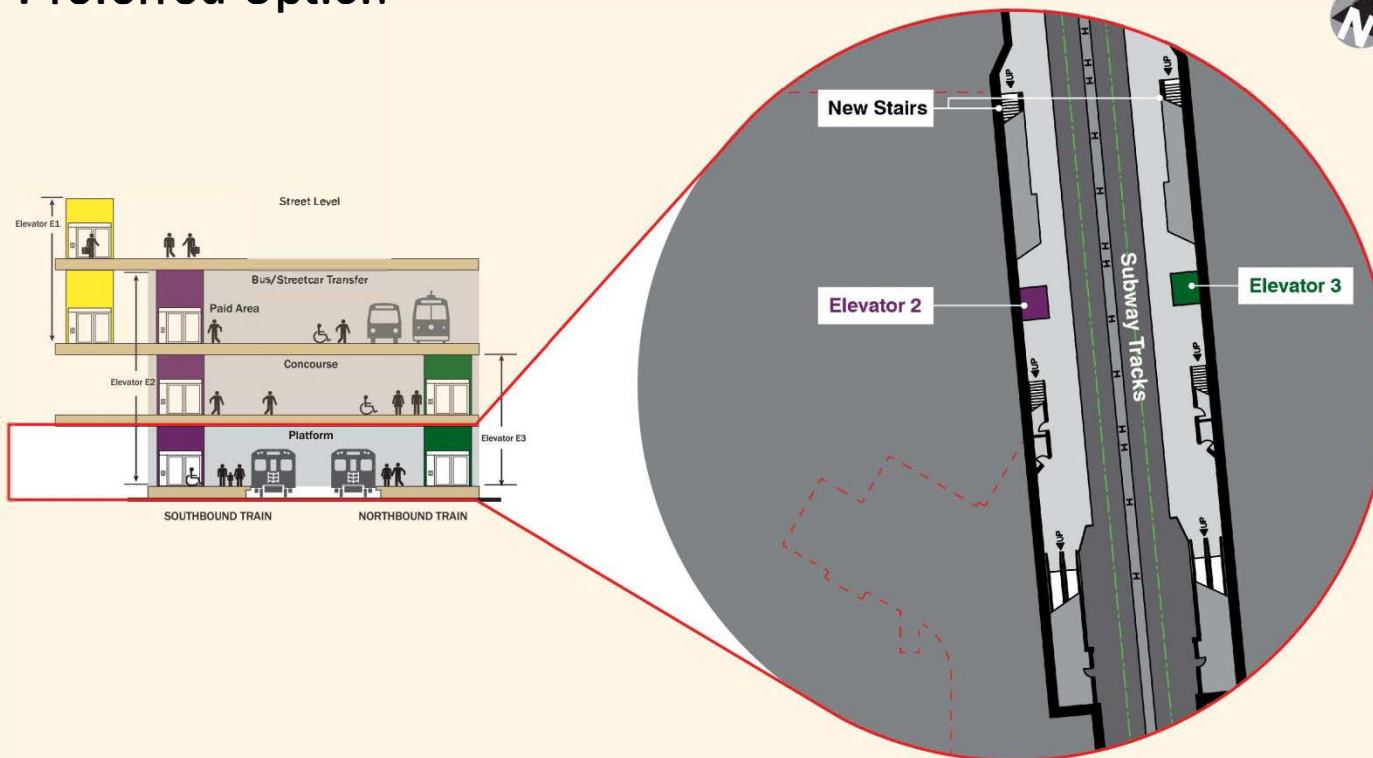 Preferred Option
N
Street Level
Elevator E1
Bus/Streetcar Transfer
Paid Area
Elevator E2
Concourse
Platform
Elevator E3
SOUTHBOUND TRAIN
NORTHBOUND TRAIN
New Stairs
UP
UP
Elevator 2
Elevator 3
Subway Tracks
UP
UP
UP
UP
H
H
H
H
H
H
H
H
H
H
H
H